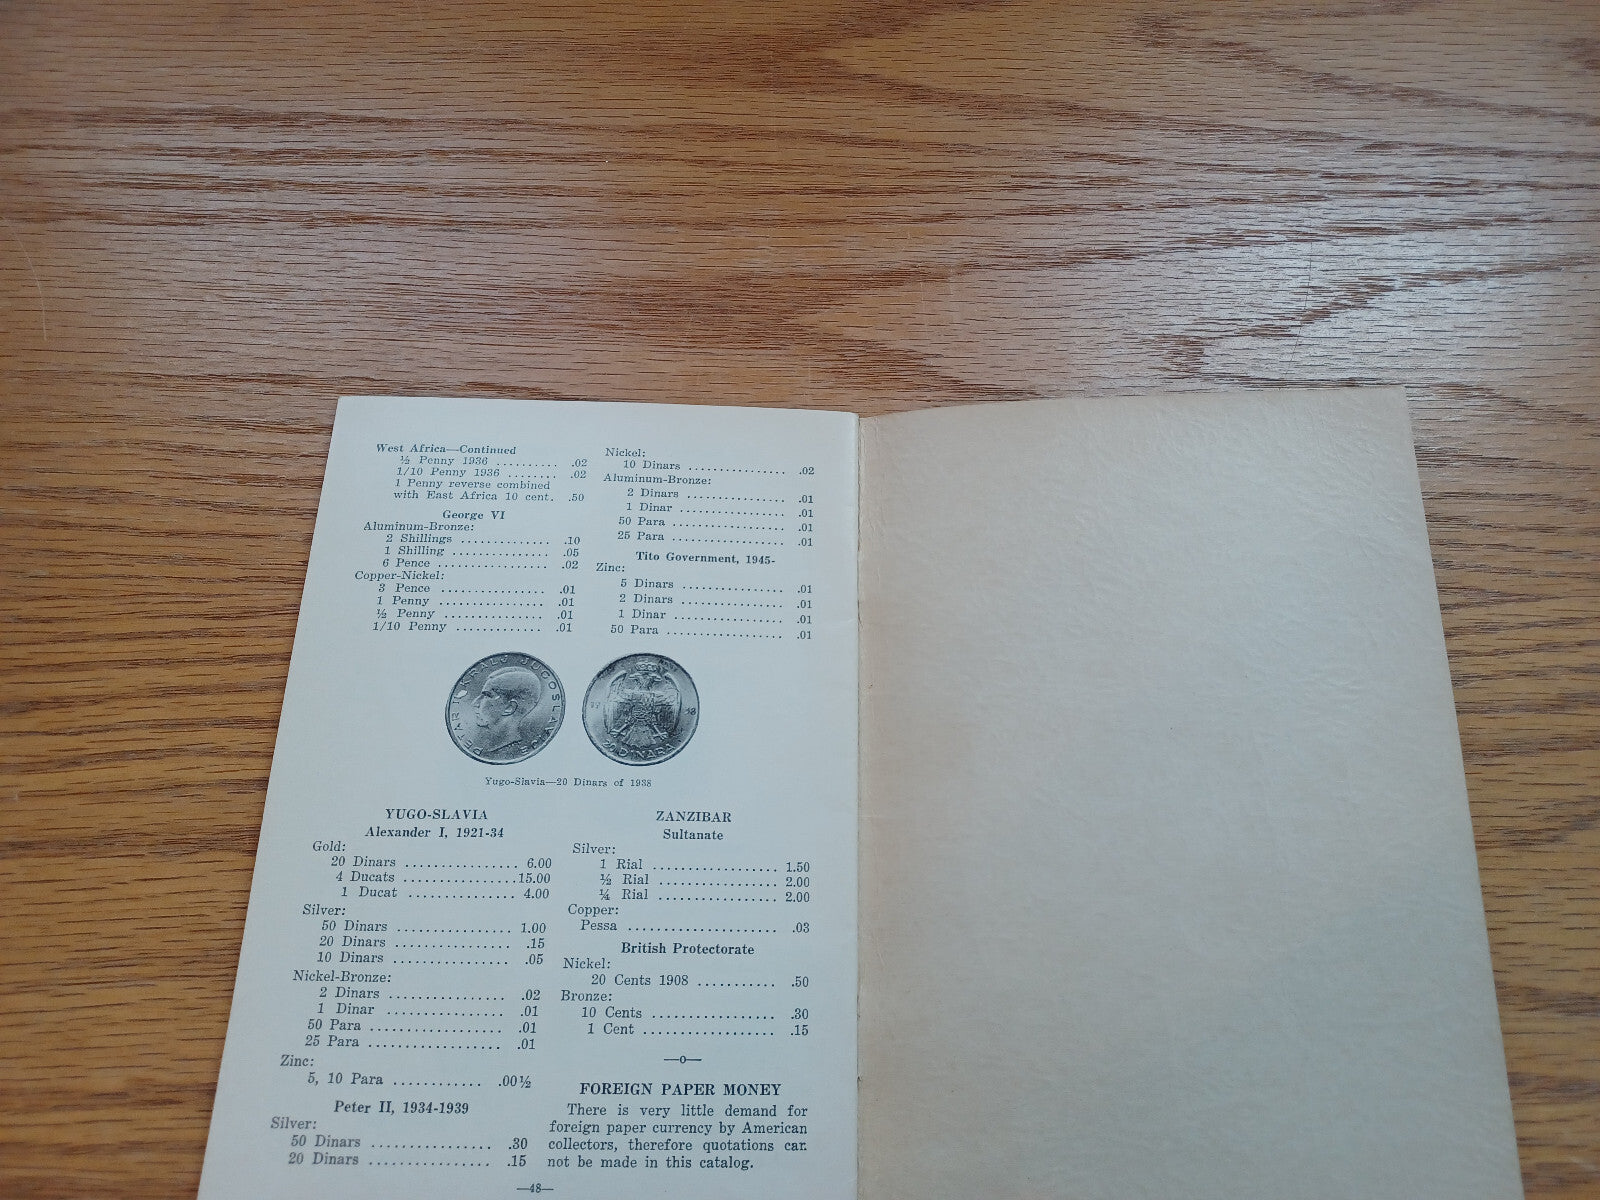 West Africa—Continued
½ Penny 1936 .......... .02
1/10 Penny 1936 ........ .02
1 Penny reverse combined
with East Africa 10 cent. .50
George VI
Aluminum-Bronze:
2 Shillings .............. .10
1 Shilling ............... .05
6 Pence ................. .02
Copper-Nickel:
3 Pence ................ .01
1 Penny ................ .01
½ Penny ............... .01
1/10 Penny ............. .01
Nickel:
10 Dinars ............... .02
Aluminum-Bronze:
2 Dinars ............... .01
1 Dinar ................ .01
50 Para ................. .01
25 Para ................. .01
Tito Government, 1945-
Zinc:
5 Dinars ............... .01
2 Dinars ................ .01
1 Dinar ................. .01
50 Para .................. .01
PETAR II KRALJ JUGOSLAVIJE
19 38
20 DINARA
Yugo-Slavia—20 Dinars of 1938
YUGO-SLAVIA
Alexander I, 1921-34
Gold:
20 Dinars ................ 6.00
4 Ducats ................15.00
1 Ducat ............... 4.00
Silver:
50 Dinars ................ 1.00
20 Dinars ................ .15
10 Dinars ................ .05
Nickel-Bronze:
2 Dinars ................ .02
1 Dinar ................ .01
50 Para .................. .01
25 Para .................. .01
Zinc:
5, 10 Para ............ .00½
Peter II, 1934-1939
Silver:
50 Dinars ................ .30
20 Dinars ................ .15
ZANZIBAR
Sultanate
Silver:
1 Rial ................. 1.50
½ Rial ................ 2.00
¼ Rial ................ 2.00
Copper:
Pessa ..................... .03
British Protectorate
Nickel:
20 Cents 1908 ........... .50
Bronze:
10 Cents ................. .30
1 Cent .................. .15
—o—
FOREIGN PAPER MONEY
There is very little demand for
foreign paper currency by American
collectors, therefore quotations can
not be made in this catalog.
—48—